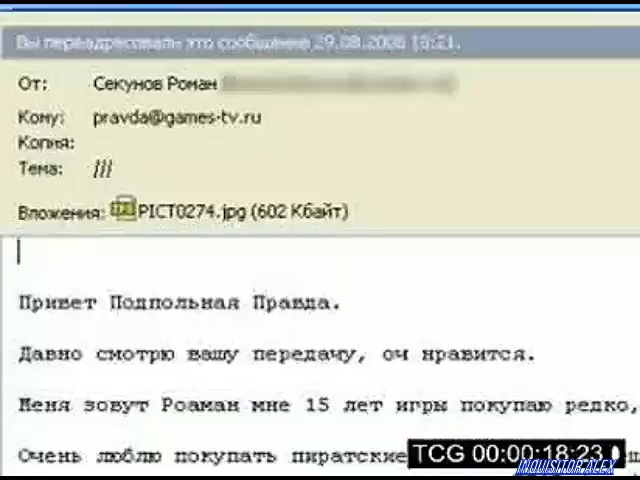 Вы переадресовали это сообщение 29.08.2008 18:21.
От: Секунов Роман
Кому: pravda@games-tv.ru
Копия:
Тема: }{{
Вложения: PICT0274.jpg (602 Кбайт)
Привет Подпольная Правда.
Давно смотрю вашу передачу, оч нравится.
Меня зовут Роаман мне 15 лет игры покупаю редко,
Очень люблю покупать пиратские
TCG 00:00:18:23
INQUISITOR ALEX